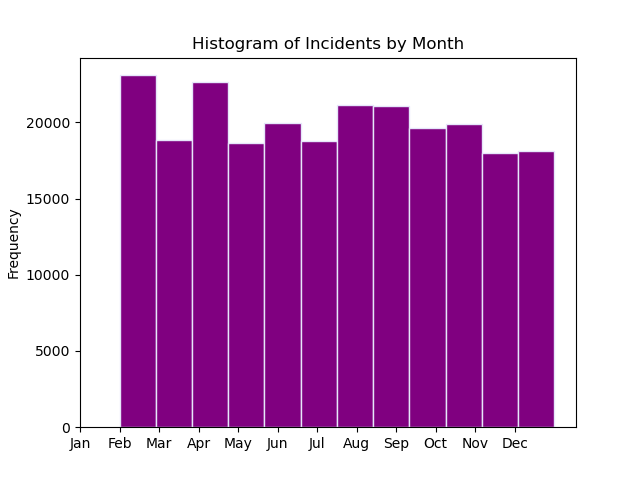 Histogram of Incidents by Month
Frequency
20000
15000
10000
5000
0
Jan Feb Mar Apr May Jun Jul Aug Sep Oct Nov Dec